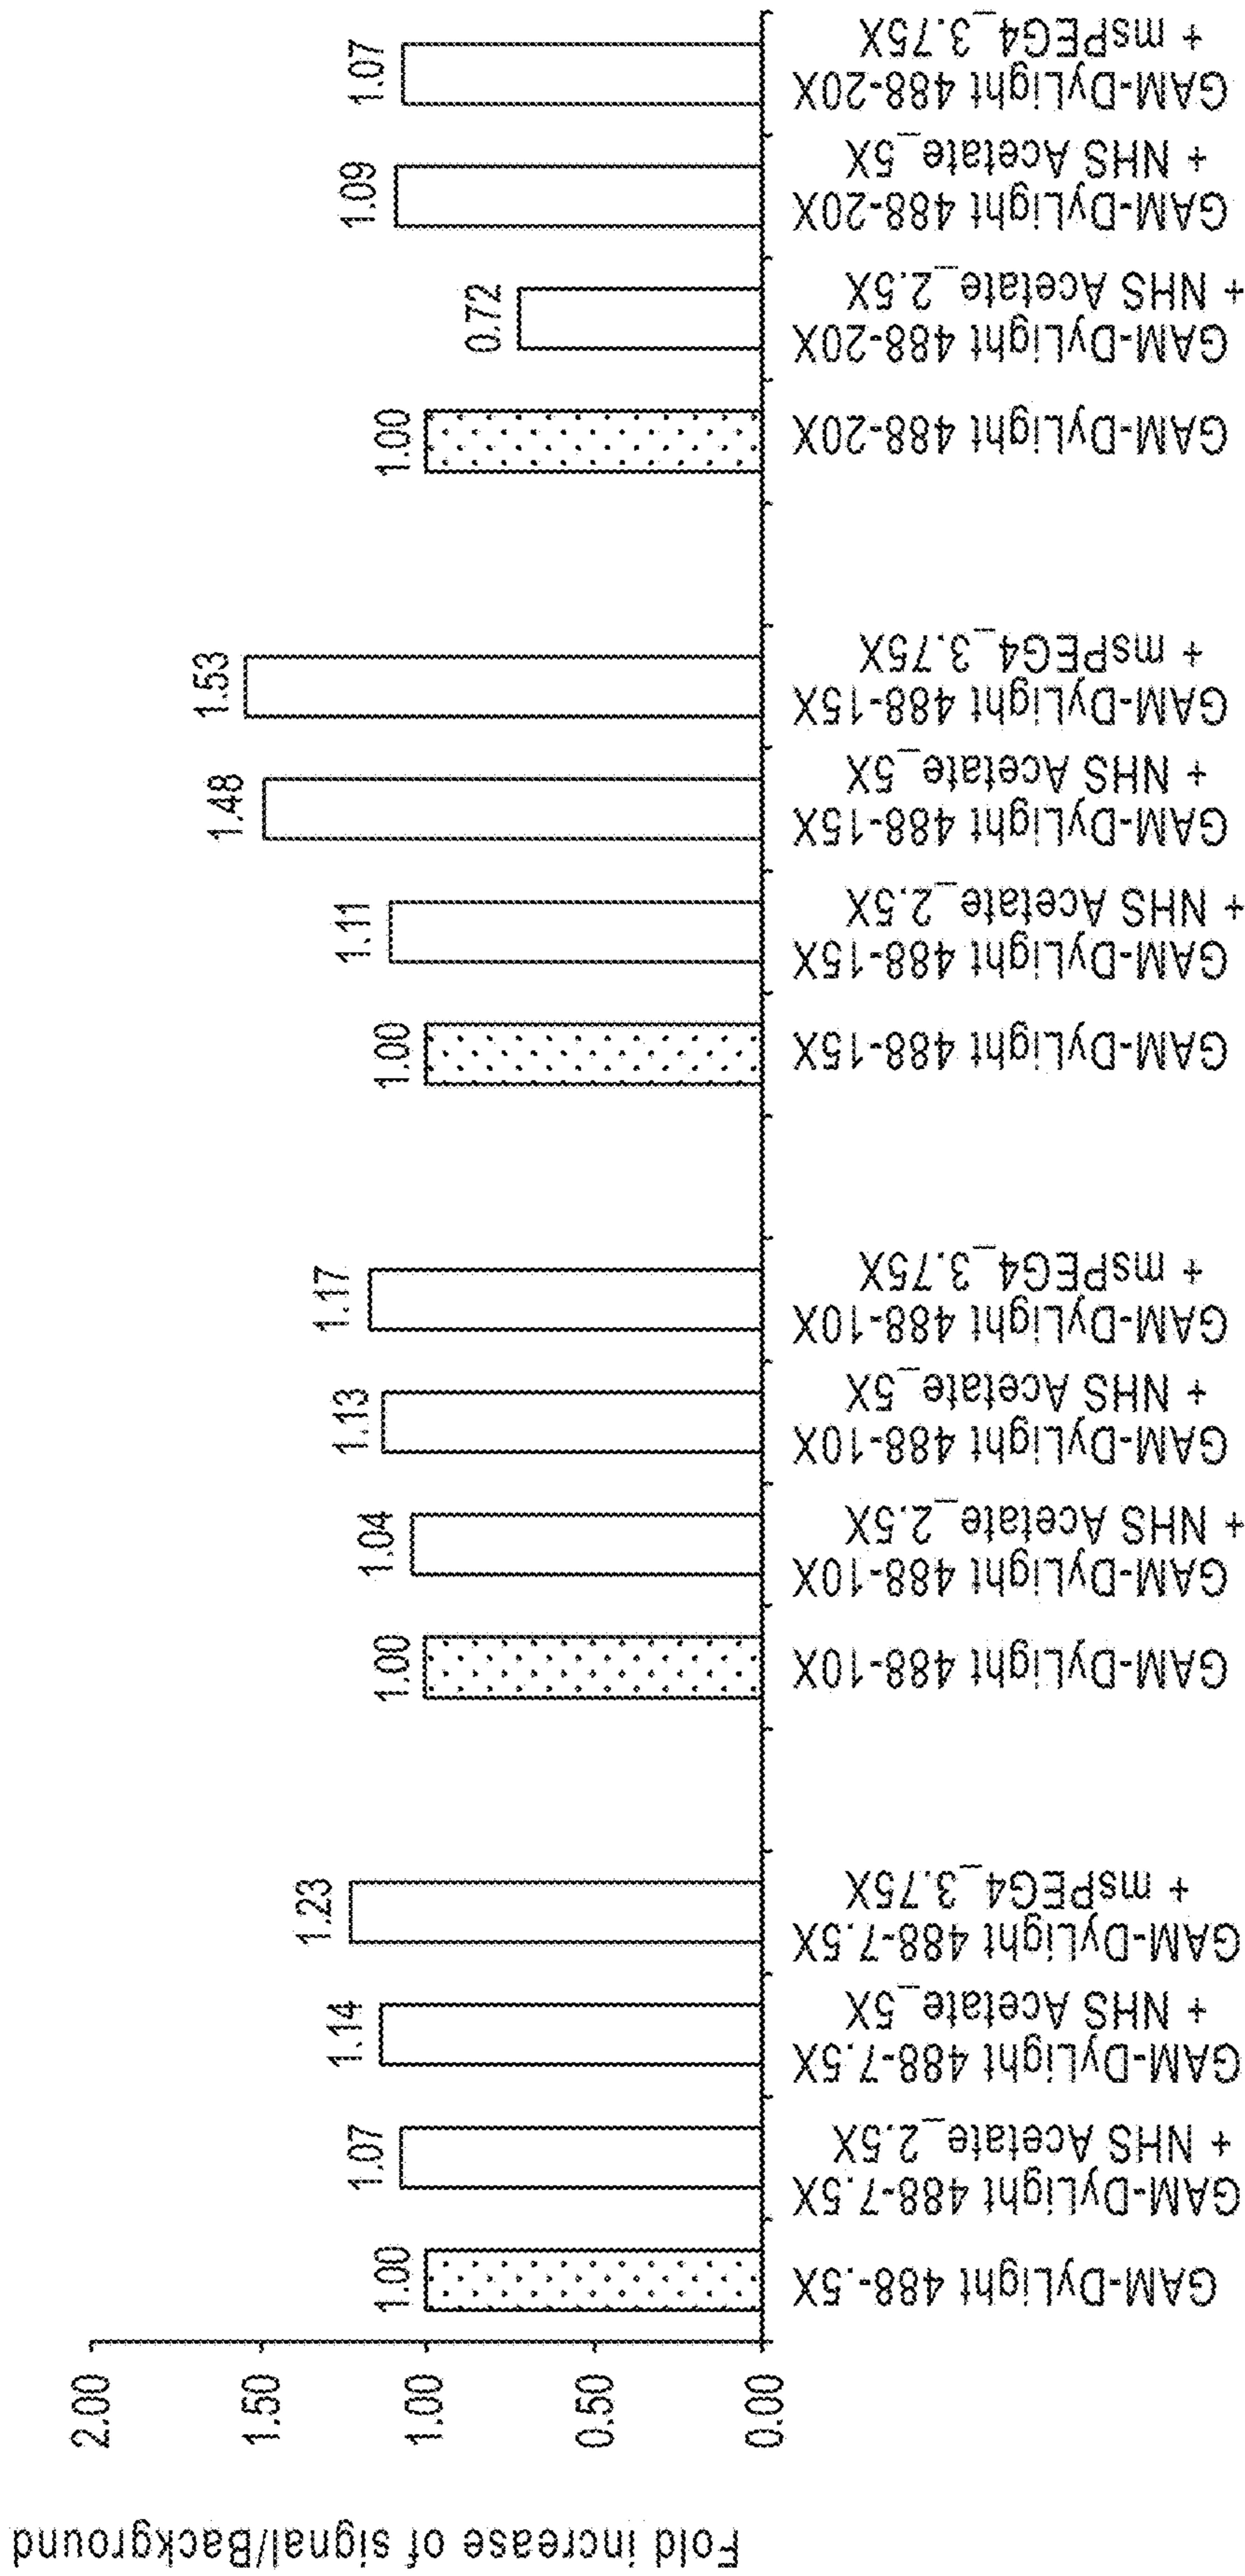 Fold increase of signal/Background
2.00
1.50
1.00
0.50
0.00
1.00
1.07
1.14
1.23
1.00
1.04
1.13
1.17
1.00
1.11
1.48
1.53
1.00
0.72
1.09
1.07
GAM-DyLight 488-.5X
GAM-DyLight 488-7.5X
+ NHS Acetate_2.5X
GAM-DyLight 488-7.5X
+ NHS Acetate_5X
GAM-DyLight 488-7.5X
+ msPEG4_3.75X
GAM-DyLight 488-10X
GAM-DyLight 488-10X
+ NHS Acetate_2.5X
GAM-DyLight 488-10X
+ NHS Acetate_5X
GAM-DyLight 488-10X
+ msPEG4_3.75X
GAM-DyLight 488-15X
GAM-DyLight 488-15X
+ NHS Acetate_2.5X
GAM-DyLight 488-15X
+ NHS Acetate_5X
GAM-DyLight 488-15X
+ msPEG4_3.75X
GAM-DyLight 488-20X
GAM-DyLight 488-20X
+ NHS Acetate_2.5X
GAM-DyLight 488-20X
+ NHS Acetate_5X
GAM-DyLight 488-20X
+ msPEG4_3.75X